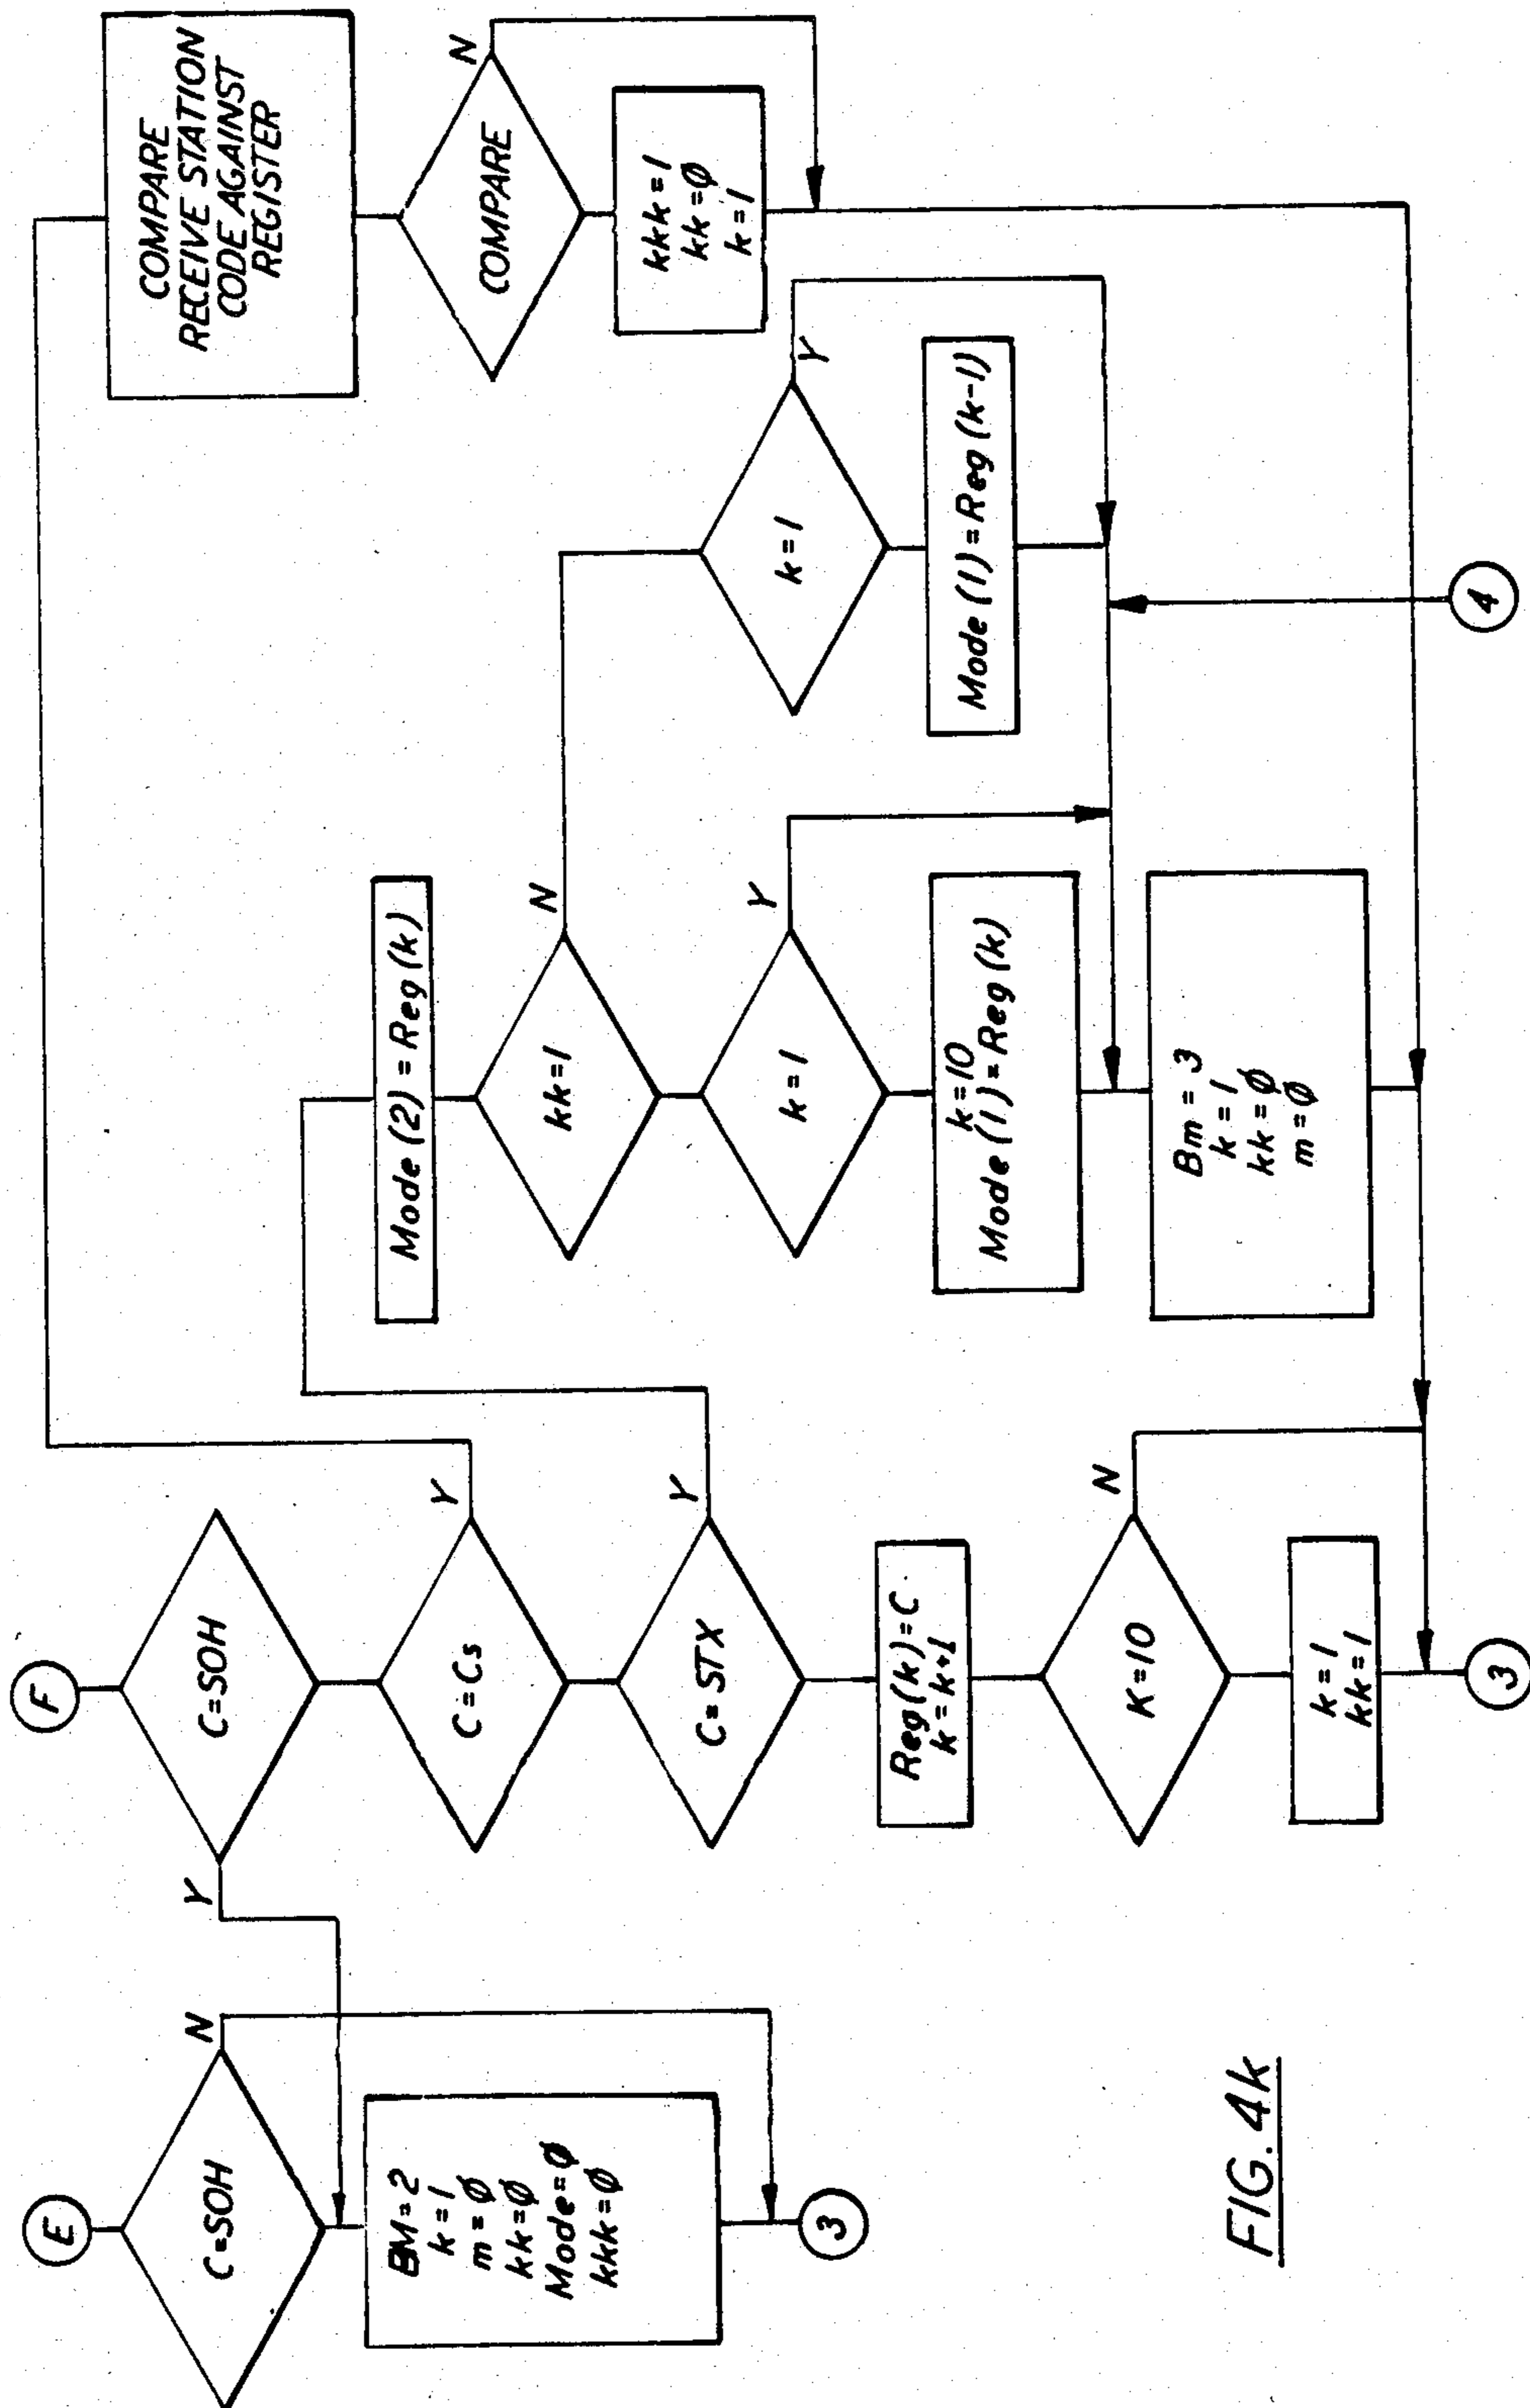 E
C=SOH
N
BM=2
k=1
m=Ø
kk=Ø
Mode=Ø
kkk=Ø
3
F
C=SOH
Y
C=Cs
Y
C=STX
Y
Reg(k)=C
k=k+1
K=10
N
k=1
kk=1
3
Mode(2)=Reg(k)
kk=1
N
k=1
Y
k=10
Mode(1)=Reg(k)
Bm=3
k=1
kk=Ø
m=Ø
k=1
Y
Mode(1)=Reg(k-1)
4
COMPARE
RECEIVE STATION
CODE AGAINST
REGISTER
COMPARE
N
kkk=1
kk=Ø
k=1
FIG. 4k